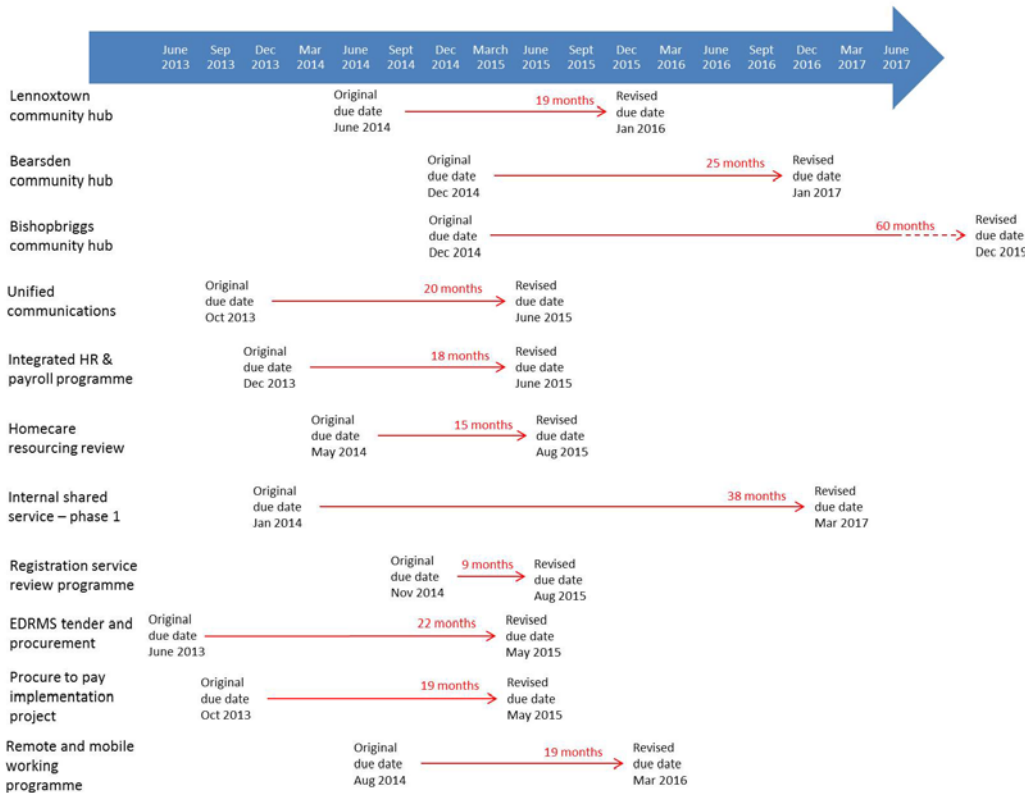 June Sep Dec Mar June Sept Dec March June Sept Dec Mar June Sept Dec Mar June
2013 2013 2013 2014 2014 2014 2014 2015 2015 2015 2015 2016 2016 2016 2016 2017 2017
Lennoxtown
community hub
Original
due date
June 2014
19 months
Revised
due date
Jan 2016
Bearsden
community hub
Original
due date
Dec 2014
25 months
Revised
due date
Jan 2017
Bishopbriggs
community hub
Original
due date
Dec 2014
60 months
Revised
due date
Dec 2019
Unified
communications
Original
due date
Oct 2013
20 months
Revised
due date
June 2015
Integrated HR &
payroll programme
Original
due date
Dec 2013
18 months
Revised
due date
June 2015
Homecare
resourcing review
Original
due date
May 2014
15 months
Revised
due date
Aug 2015
Internal shared
service – phase 1
Original
due date
Jan 2014
38 months
Revised
due date
Mar 2017
Registration service
review programme
Original
due date
Nov 2014
9 months
Revised
due date
Aug 2015
EDRMS tender and
procurement
Original
due date
June 2013
22 months
Revised
due date
May 2015
Procure to pay
implementation
project
Original
due date
Oct 2013
19 months
Revised
due date
May 2015
Remote and mobile
working
programme
Original
due date
Aug 2014
19 months
Revised
due date
Mar 2016